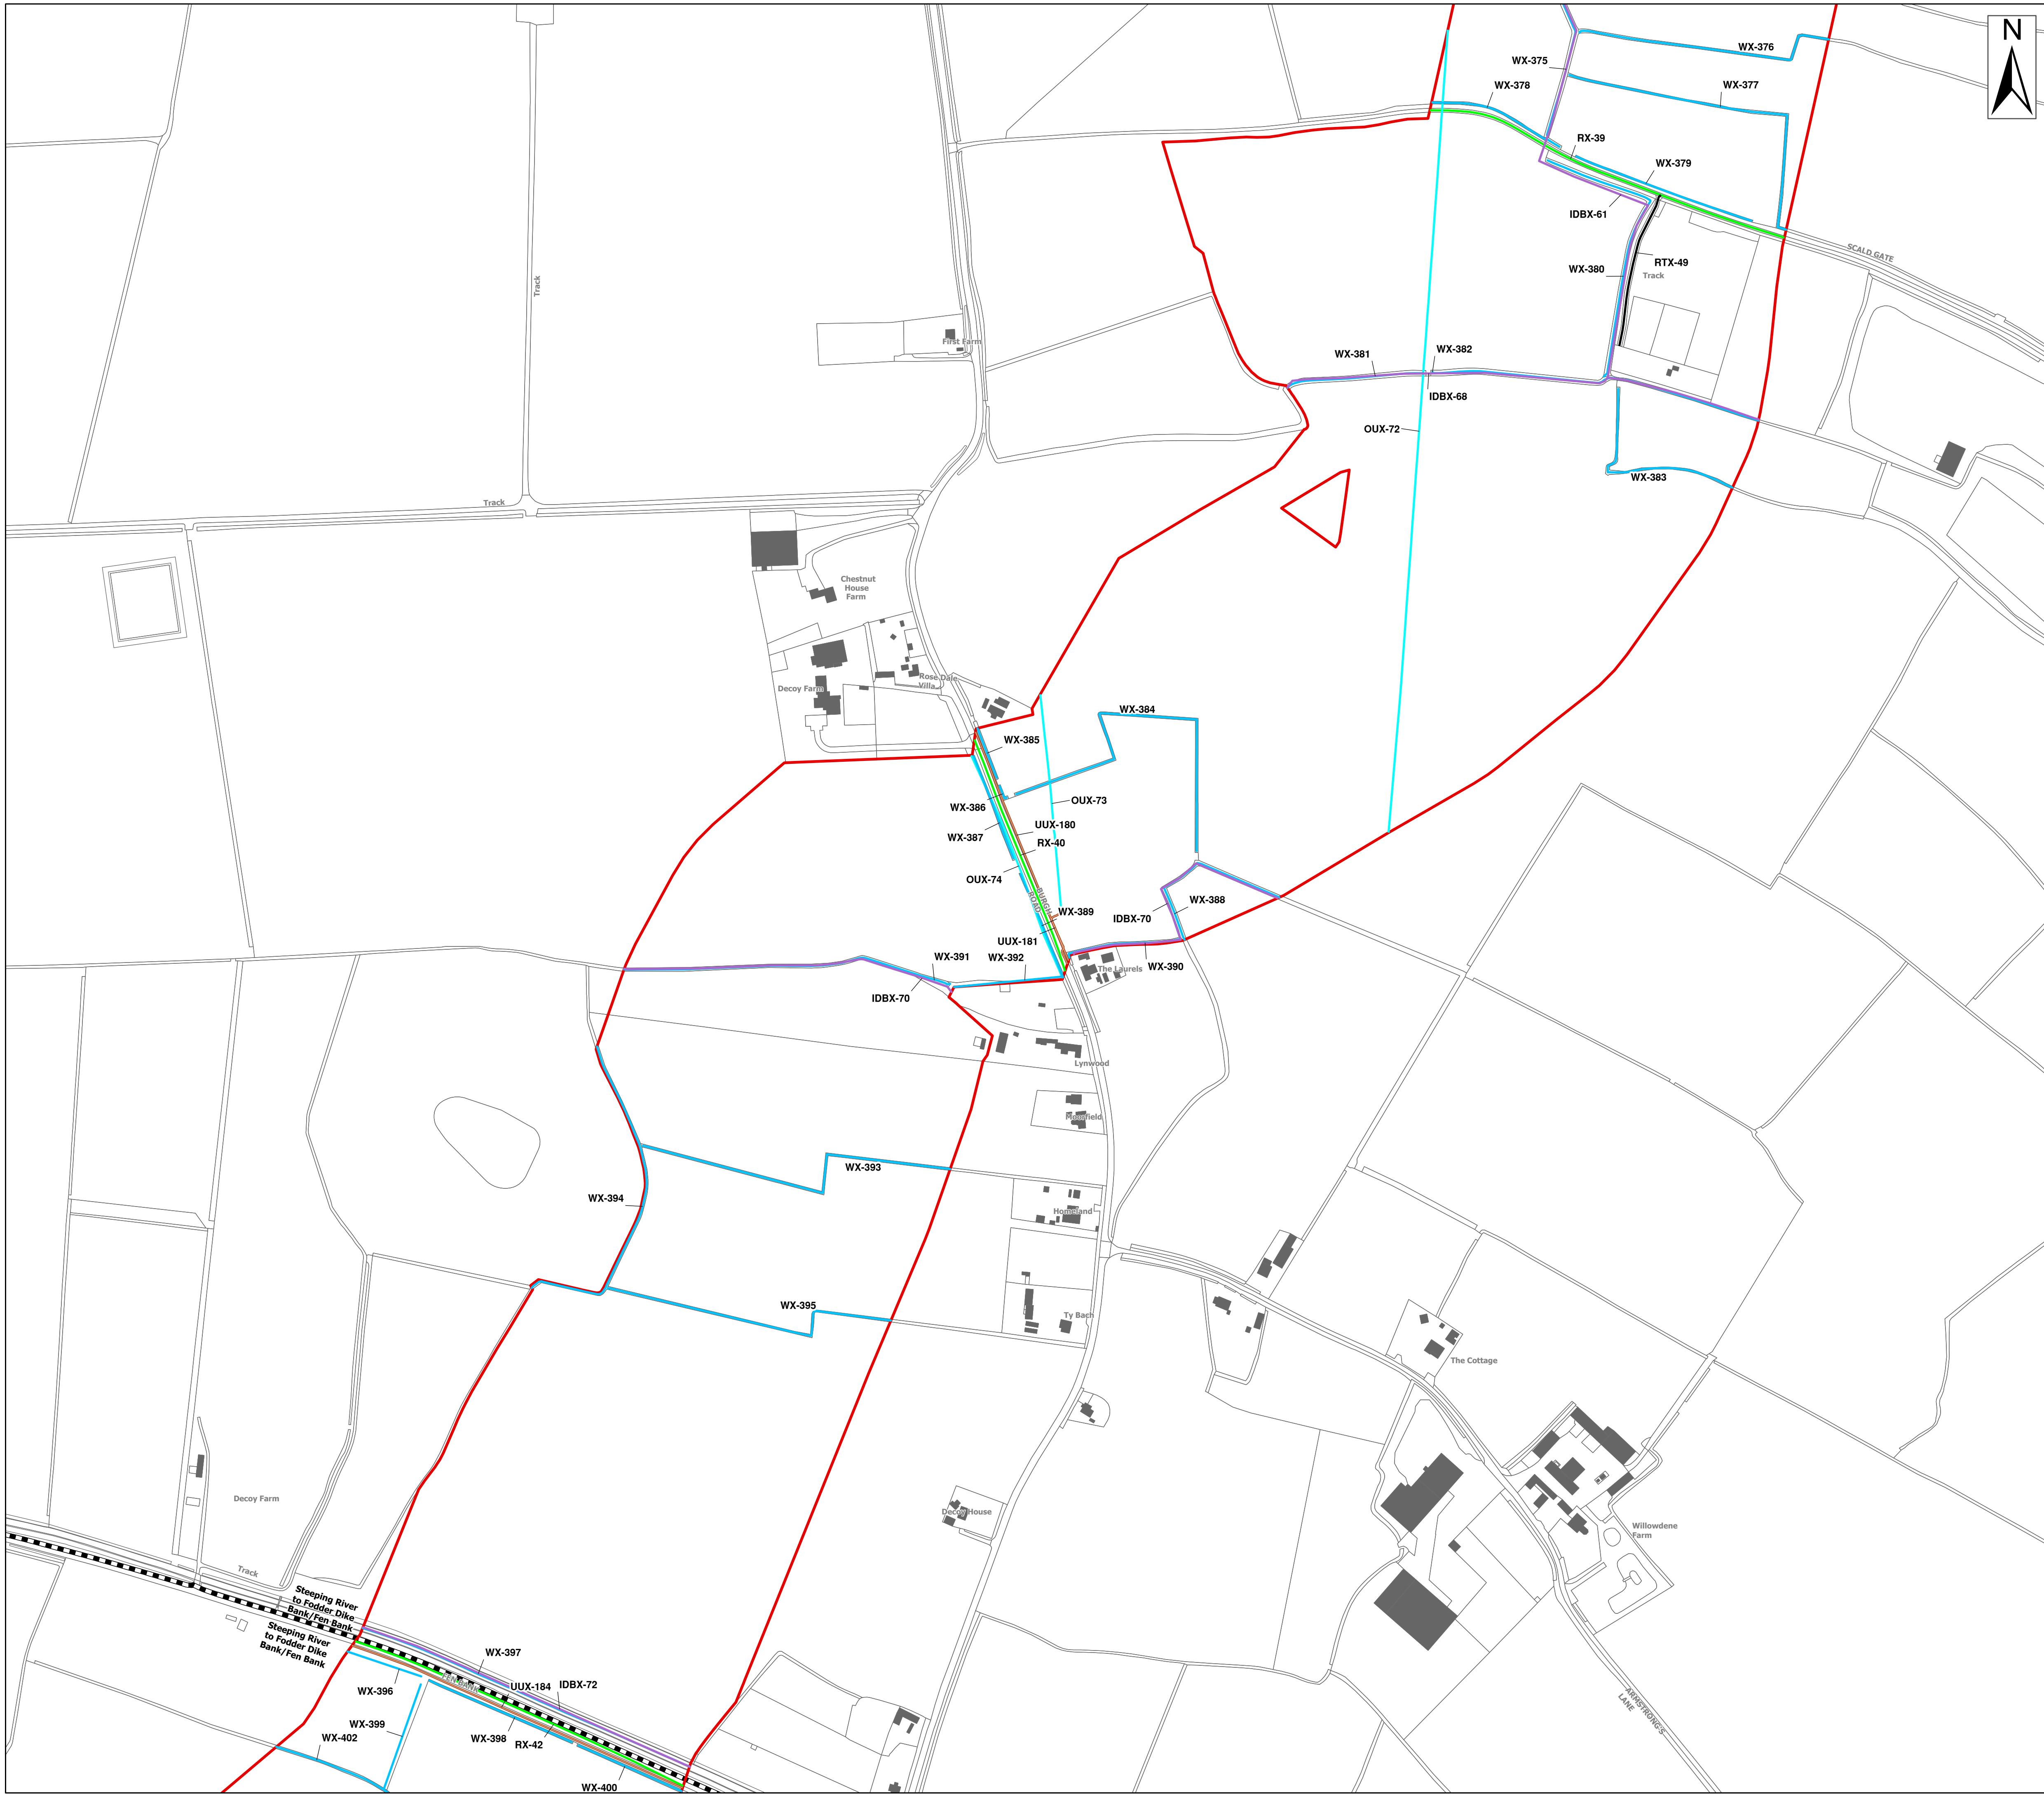 N
WX-376
WX-375
WX-378
WX-377
RX-39
WX-379
IDBX-61
SCALD GATE
WX-380
RTX-49
Track
Track
First Farm
WX-381
WX-382
IDBX-68
OUX-72
WX-383
Track
Chestnut
House
Farm
Rose Dale
Villa
Decoy Farm
WX-384
WX-385
WX-386
OUX-73
UUX-180
WX-387
RX-40
OUX-74
BURGH
ROAD
WX-388
IDBX-70
WX-389
UUX-181
WX-391
WX-392
The Laurels
WX-390
IDBX-70
Lynwood
WX-393
WX-394
Homeland
WX-395
Ty Bach
The Cottage
Decoy Farm
Decoy House
Willowdene
Farm
Track
Steeping River
to Fodder Dike
Bank/Fen Bank
Steeping River
to Fodder Dike
Bank/Fen Bank
WX-397
FEN BANK
UUX-184
IDBX-72
WX-396
WX-399
WX-402
WX-398
RX-42
WX-400
ARMSTRONG'S
LANE